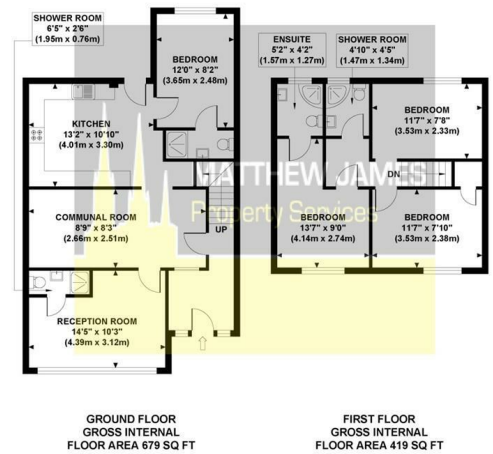 SHOWER ROOM
6'5" x 2'6"
(1.95m x 0.76m)
BEDROOM
12'0" x 8'2"
(3.65m x 2.48m)
KITCHEN
13'2" x 10'10"
(4.01m x 3.30m)
COMMUNAL ROOM
8'9" x 8'3"
(2.66m x 2.51m)
UP
RECEPTION ROOM
14'5" x 10'3"
(4.39m x 3.12m)
ENSUITE
5'2" x 4'2"
(1.57m x 1.27m)
SHOWER ROOM
4'10" x 4'5"
(1.47m x 1.34m)
BEDROOM
11'7" x 7'8"
(3.53m x 2.33m)
DN
BEDROOM
13'7" x 9'0"
(4.14m x 2.74m)
BEDROOM
11'7" x 7'10"
(3.53m x 2.38m)
MATTHEW JAMES
Property Services
GROUND FLOOR
GROSS INTERNAL
FLOOR AREA 679 SQ FT
FIRST FLOOR
GROSS INTERNAL
FLOOR AREA 419 SQ FT